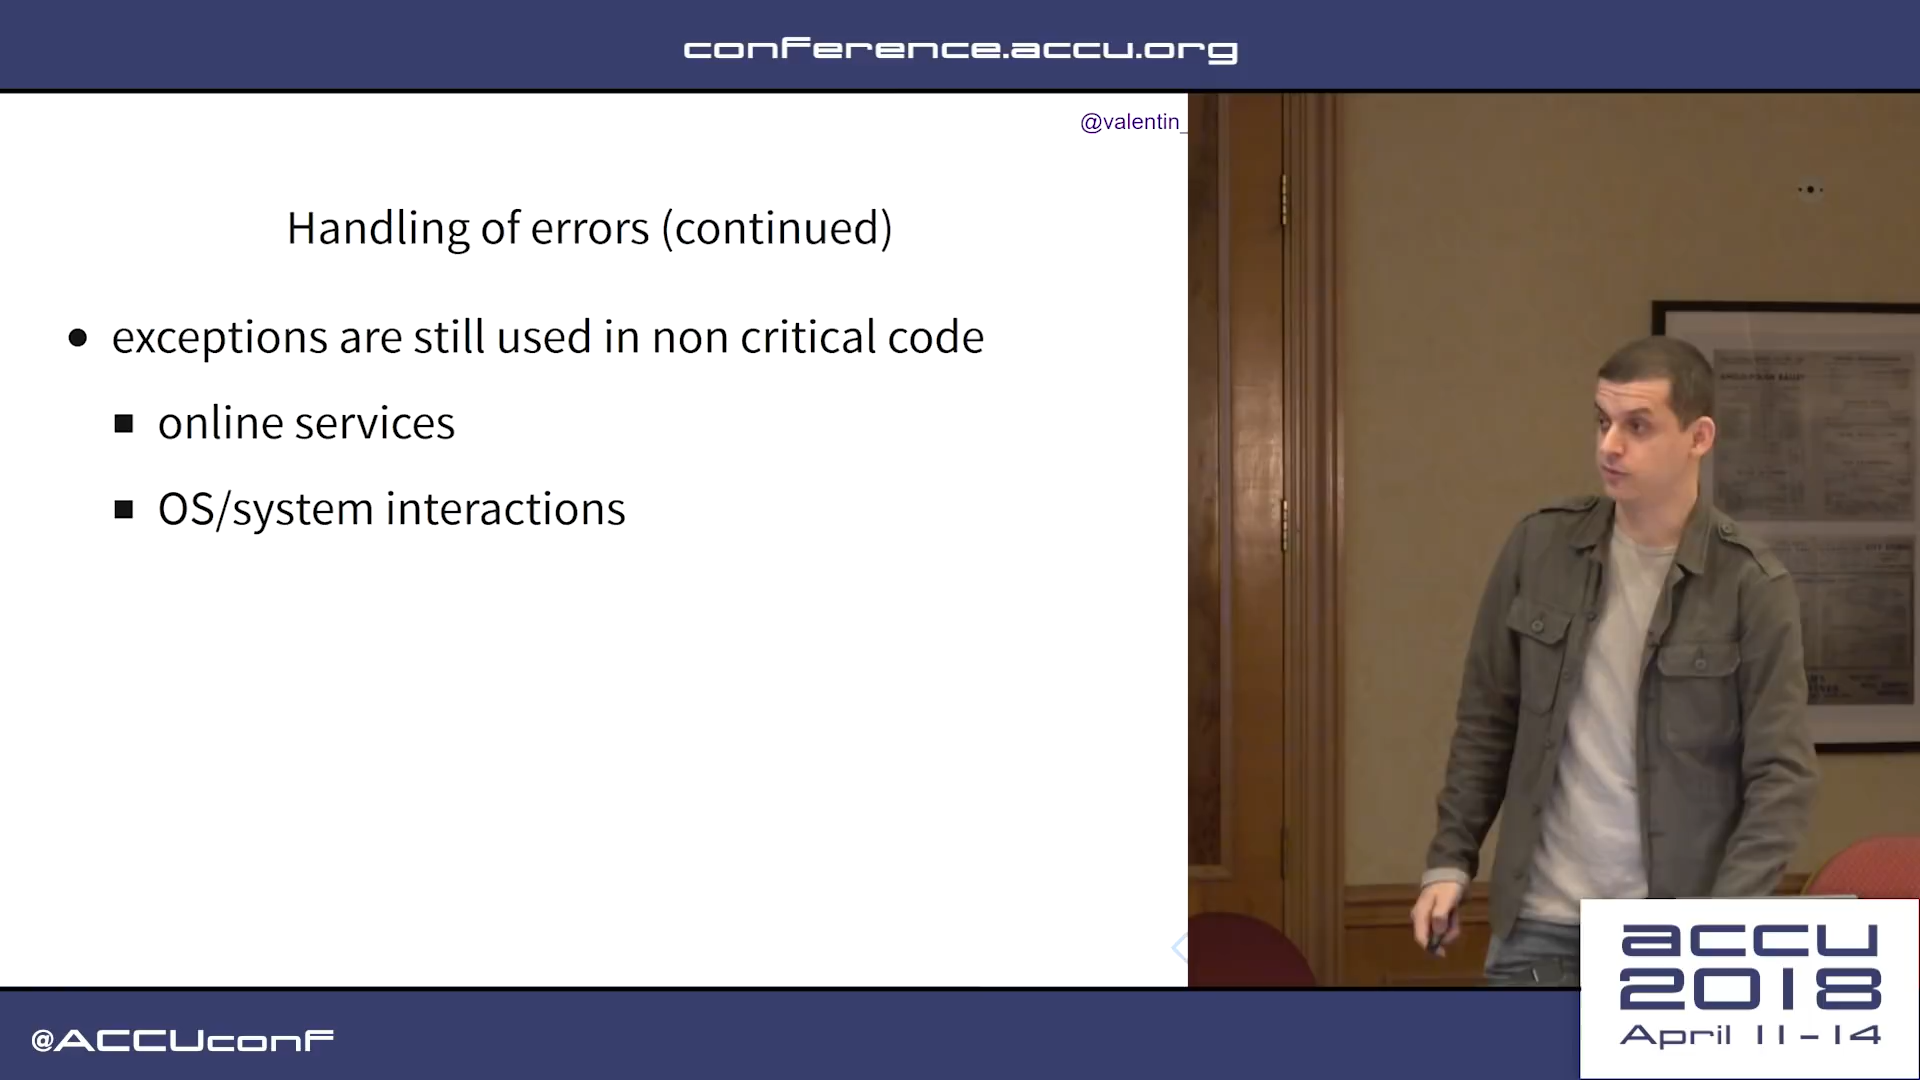 conference.accu.org
@valentin_
Handling of errors (continued)
• exceptions are still used in non critical code
▪ online services
▪ OS/system interactions
@ACCUconf
accu
2018
April 11-14